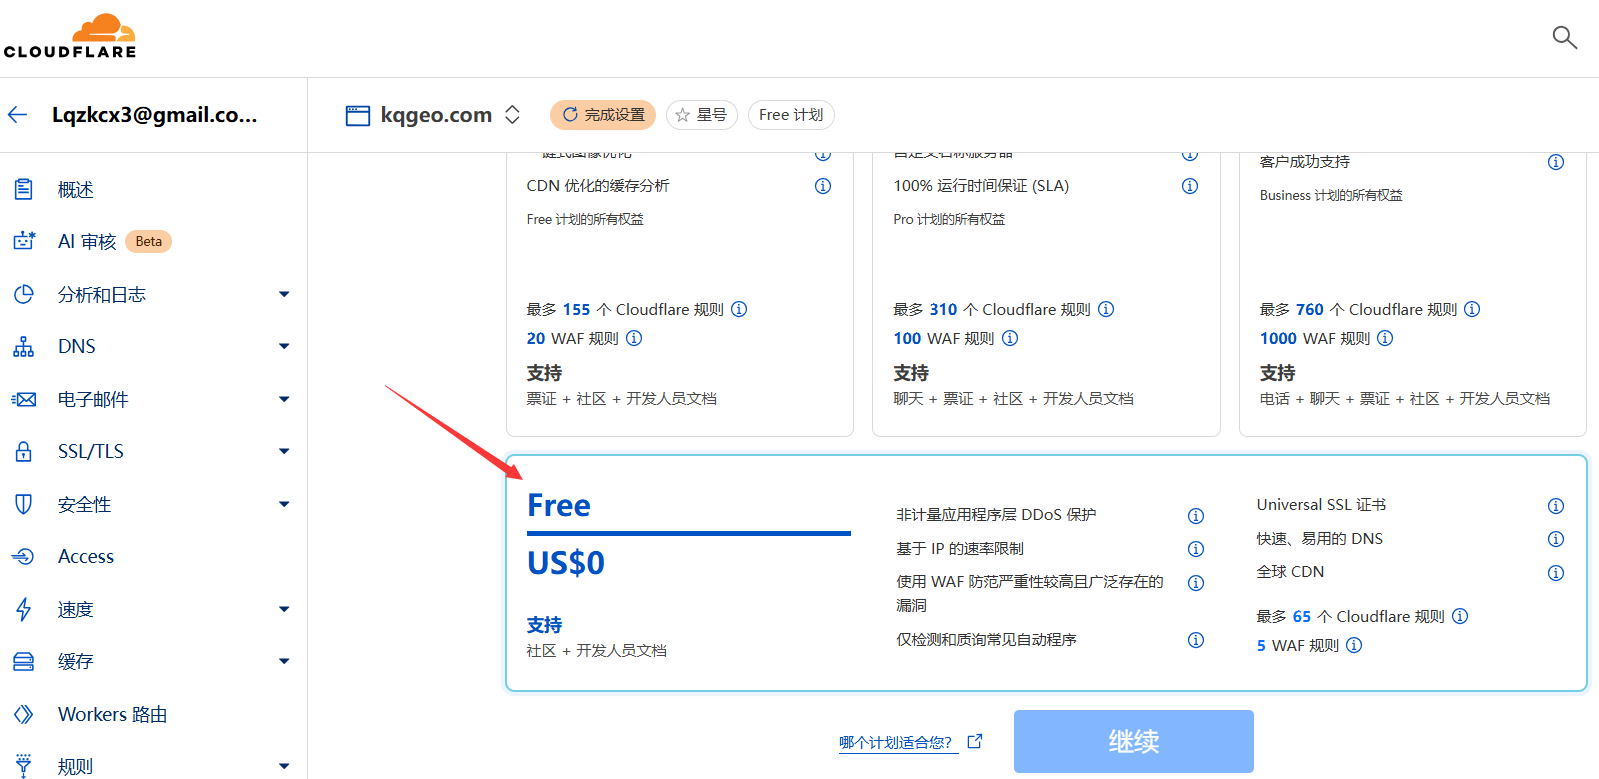 CLOUDFLARE
Lqzkcx3@gmail.co...
kqgeo.com
完成设置
星号
Free 计划
概述
AI 审核 Beta
分析和日志
DNS
电子邮件
SSL/TLS
安全性
Access
速度
缓存
Workers 路由
规则
CDN 优化的缓存分析
Free 计划的所有权益
最多 155 个 Cloudflare 规则
20 WAF 规则
支持
票证 + 社区 + 开发人员文档
100% 运行时间保证 (SLA)
Pro 计划的所有权益
最多 310 个 Cloudflare 规则
100 WAF 规则
支持
聊天 + 票证 + 社区 + 开发人员文档
客户成功支持
Business 计划的所有权益
最多 760 个 Cloudflare 规则
1000 WAF 规则
支持
电话 + 聊天 + 票证 + 社区 + 开发人员文档
Free
US$0
支持
社区 + 开发人员文档
非计量应用程序层 DDoS 保护
基于 IP 的速率限制
使用 WAF 防范严重性较高且广泛存在的
漏洞
仅检测和质询常见自动程序
Universal SSL 证书
快速、易用的 DNS
全球 CDN
最多 65 个 Cloudflare 规则
5 WAF 规则
哪个计划适合您？
继续